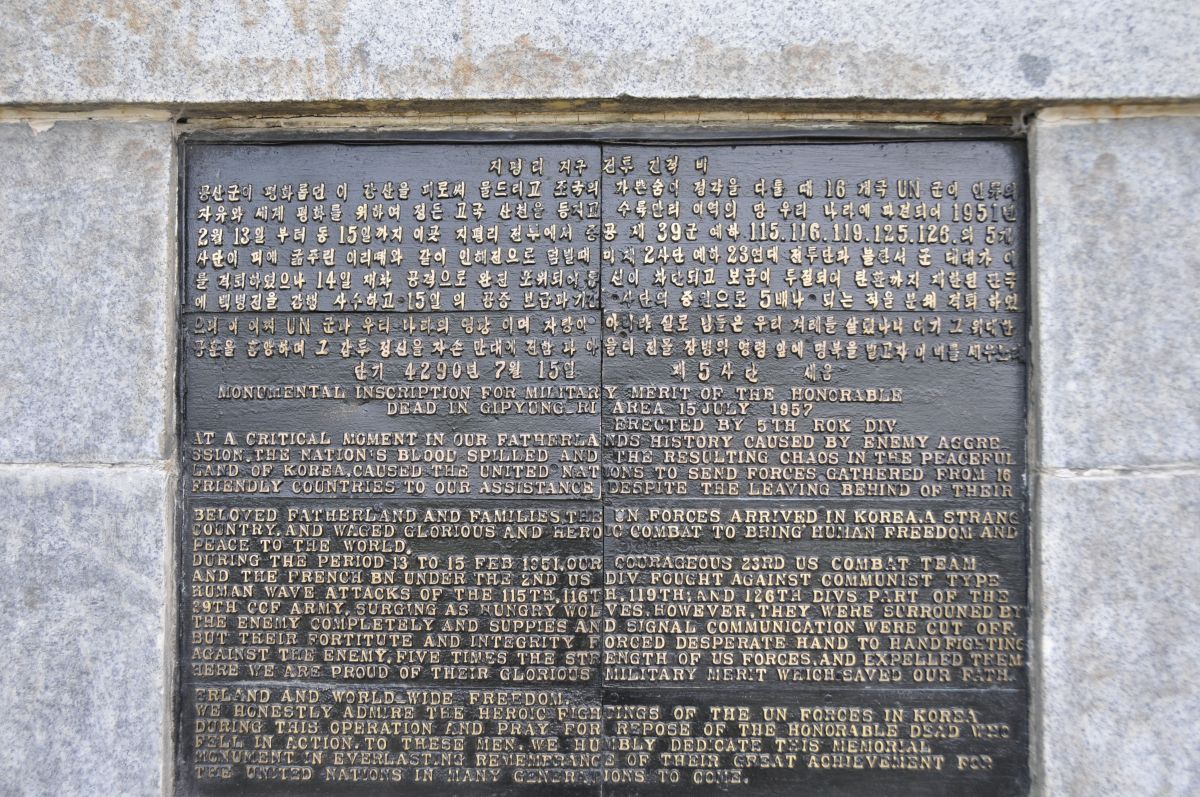 지평리 지구 전투 전적 비
공산군이 평화롭던 이 강산을 피로써 물드리고 조국의 가쁜숨이 경각을 다툴 때 16 개국 UN 군이 인류의
자유와 세계 평화를 위하여 정든 고국 산천을 등지고 수륙만리 이역의 땅 우리 나라에 파견되어 1951년
2월 13일 부터 동 15일까지 이곳 지평리 전투에서 중공 제 39군 예하 115.116.119.125.126.의 5개
사단이 피에 굶주린 이리떼와 같이 인해전으로 덤빌때 미 제 2사단 예하 23연대 전투단과 불란서 군 대대가 이
를 격퇴하였으나 14일 재차 공격으로 완전 포위되어 통신이 차단되고 보급이 두절되어 탄환까지 제한된 난국
에 백병전을 감행 사수하고 15일 의 공중 보급과 사단의 증원으로 5배나 되는 적을 분쇄 격퇴 하였
으니 이 어찌 UN 군과 우리 나라의 영광 이며 자랑이 아니랴 실로 님들은 우리 겨레를 살렸나니 여기 그 위대한
공훈을 흠앙하며 그 감투 정신을 자손 만대에 전함 과 아울러 전몰 장병의 영령 앞에 명복을 빌고자 이 비를 세우노라
단기 4290년 7월 15일 제 5 사단 세움
MONUMENTAL INSCRIPTION FOR MILITARY MERIT OF THE HONORABLE
DEAD IN GIPYUNG RI AREA 15 JULY 1957
ERECTED BY 5TH ROK DIV
AT A CRITICAL MOMENT IN OUR FATHERLANDS HISTORY CAUSED BY ENEMY AGGRE
SSION, THE NATION'S BLOOD SPILLED AND THE RESULTING CHAOS IN THE PEACEFUL
LAND OF KOREA, CAUSED THE UNITED NATIONS TO SEND FORCES GATHERED FROM 16
FRIENDLY COUNTRIES TO OUR ASSISTANCE DESPITE THE LEAVING BEHIND OF THEIR
BELOVED FATHERLAND AND FAMILIES, THE UN FORCES ARRIVED IN KOREA, A STRANG
COUNTRY, AND WAGED GLORIOUS AND HEROIC COMBAT TO BRING HUMAN FREEDOM AND
PEACE TO THE WORLD.
DURING THE PERIOD 13 TO 15 FEB 1951, OUR COURAGEOUS 23RD US COMBAT TEAM
AND THE FRENCH BN UNDER THE 2ND US DIV FOUGHT AGAINST COMMUNIST TYPE
HUMAN WAVE ATTACKS OF THE 115TH, 116TH, 119TH, AND 126TH DIVS PART OF THE
39TH CCF ARMY, SURGING AS HUNGRY WOLVES, HOWEVER, THEY WERE SURROUNED BY
THE ENEMY COMPLETELY AND SUPPIES AND SIGNAL COMMUNICATION WERE CUT OFF,
BUT THEIR FORTITUTE AND INTEGRITY FORCED DESPERATE HAND TO HAND FIGHTING
AGAINST THE ENEMY, FIVE TIMES THE STRENGTH OF US FORCES, AND EXPELLED THEM
HERE WE ARE PROUD OF THEIR GLORIOUS MILITARY MERIT WHICH SAVED OUR FATH-
ERLAND AND WORLD-WIDE FREEDOM.
WE HONESTLY ADMIRE THE HEROIC FIGHTINGS OF THE UN FORCES IN KOREA
DURING THIS OPERATION AND PRAY FOR REPOSE OF THE HONORABLE DEAD WHO
FELL IN ACTION. TO THESE MEN, WE HUMBLY DEDICATE THIS MEMORIAL
MONUMENT IN EVERLASTING REMEMBRANCE OF THEIR GREAT ACHIEVEMENT FOR
THE UNITED NATIONS IN MANY GENERATIONS TO COME.